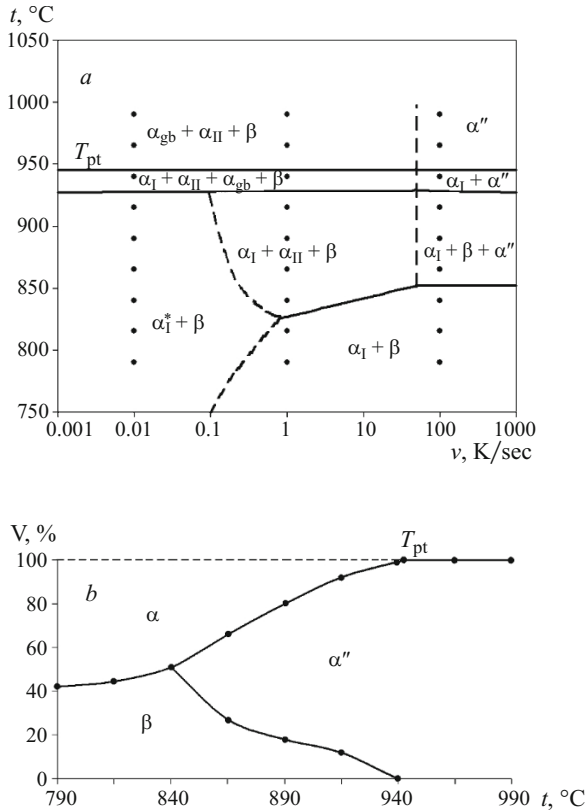 t, °C
1050
a
1000
α_gb + α_II + β
α″
T_pt
950
α_I + α_II + α_gb + β
α_I + α″
900
α_I + α_II + β
α_I + β + α″
850
α_I* + β
α_I + β
800
750
0.001 0.01 0.1 1 10 100 1000
v, K/sec
V, %
T_pt
100
b
80
α
60
α″
40
β
20
0
790 840 890 940 990 t, °C